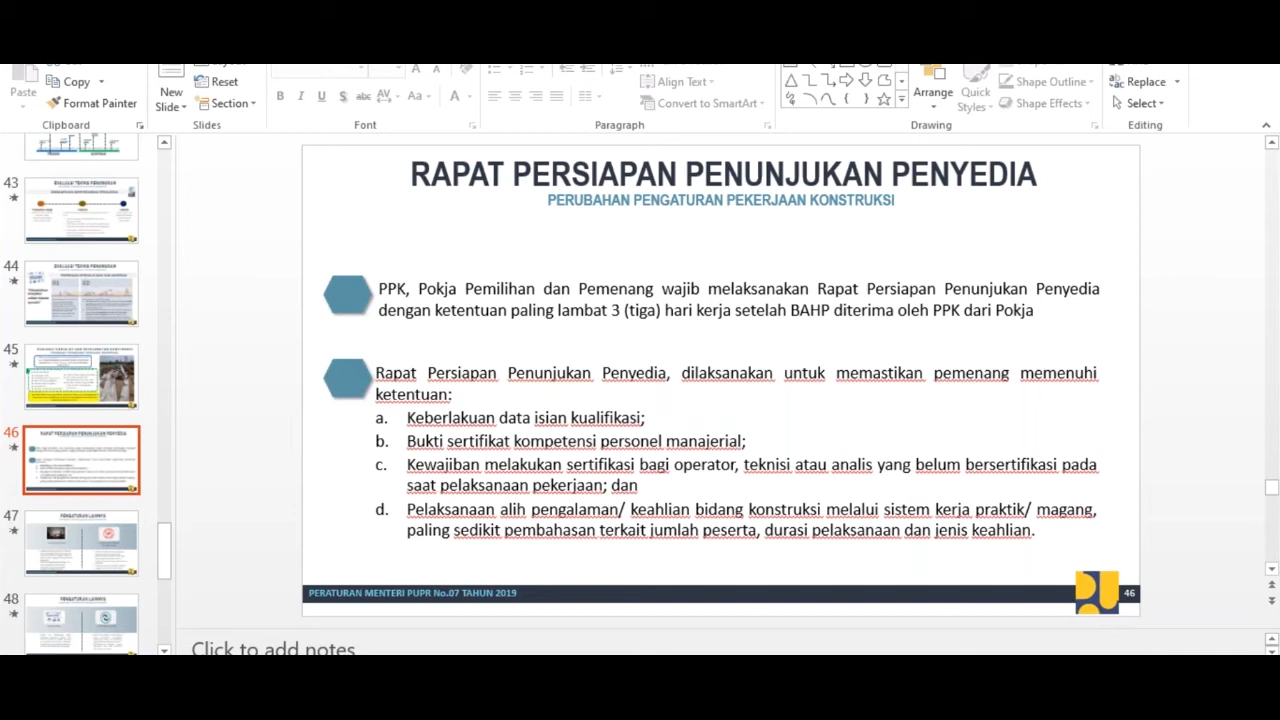 Copy
Format Painter
Paste
Clipboard
New
Slide
Reset
Section
Slides
B I U S abc AV Aa A
Font
Align Text
Convert to SmartArt
Paragraph
Arrange
Quick
Styles
Shape Outline
Shape Effects
Drawing
Replace
Select
Editing
43
44
45
46
47
48
RAPAT PERSIAPAN PENUNJUKAN PENYEDIA
PERUBAHAN PENGATURAN PEKERJAAN KONSTRUKSI
PPK, Pokja Pemilihan dan Pemenang wajib melaksanakan Rapat Persiapan Penunjukan Penyedia
dengan ketentuan paling lambat 3 (tiga) hari kerja setelah BAHP diterima oleh PPK dari Pokja
Rapat Persiapan Penunjukan Penyedia, dilaksanakan untuk memastikan pemenang memenuhi
ketentuan:
a. Keberlakuan data isian kualifikasi;
b. Bukti sertifikat kompetensi personel manajerial;
c. Kewajiban melakukan sertifikasi bagi operator, teknisi atau analis yang belum bersertifikasi pada
saat pelaksanaan pekerjaan; dan
d. Pelaksanaan alih pengalaman/ keahlian bidang konstruksi melalui sistem kerja praktik/ magang,
paling sedikit pembahasan terkait jumlah peserta, durasi pelaksanaan dan jenis keahlian.
PERATURAN MENTERI PUPR No.07 TAHUN 2019
46
Click to add notes